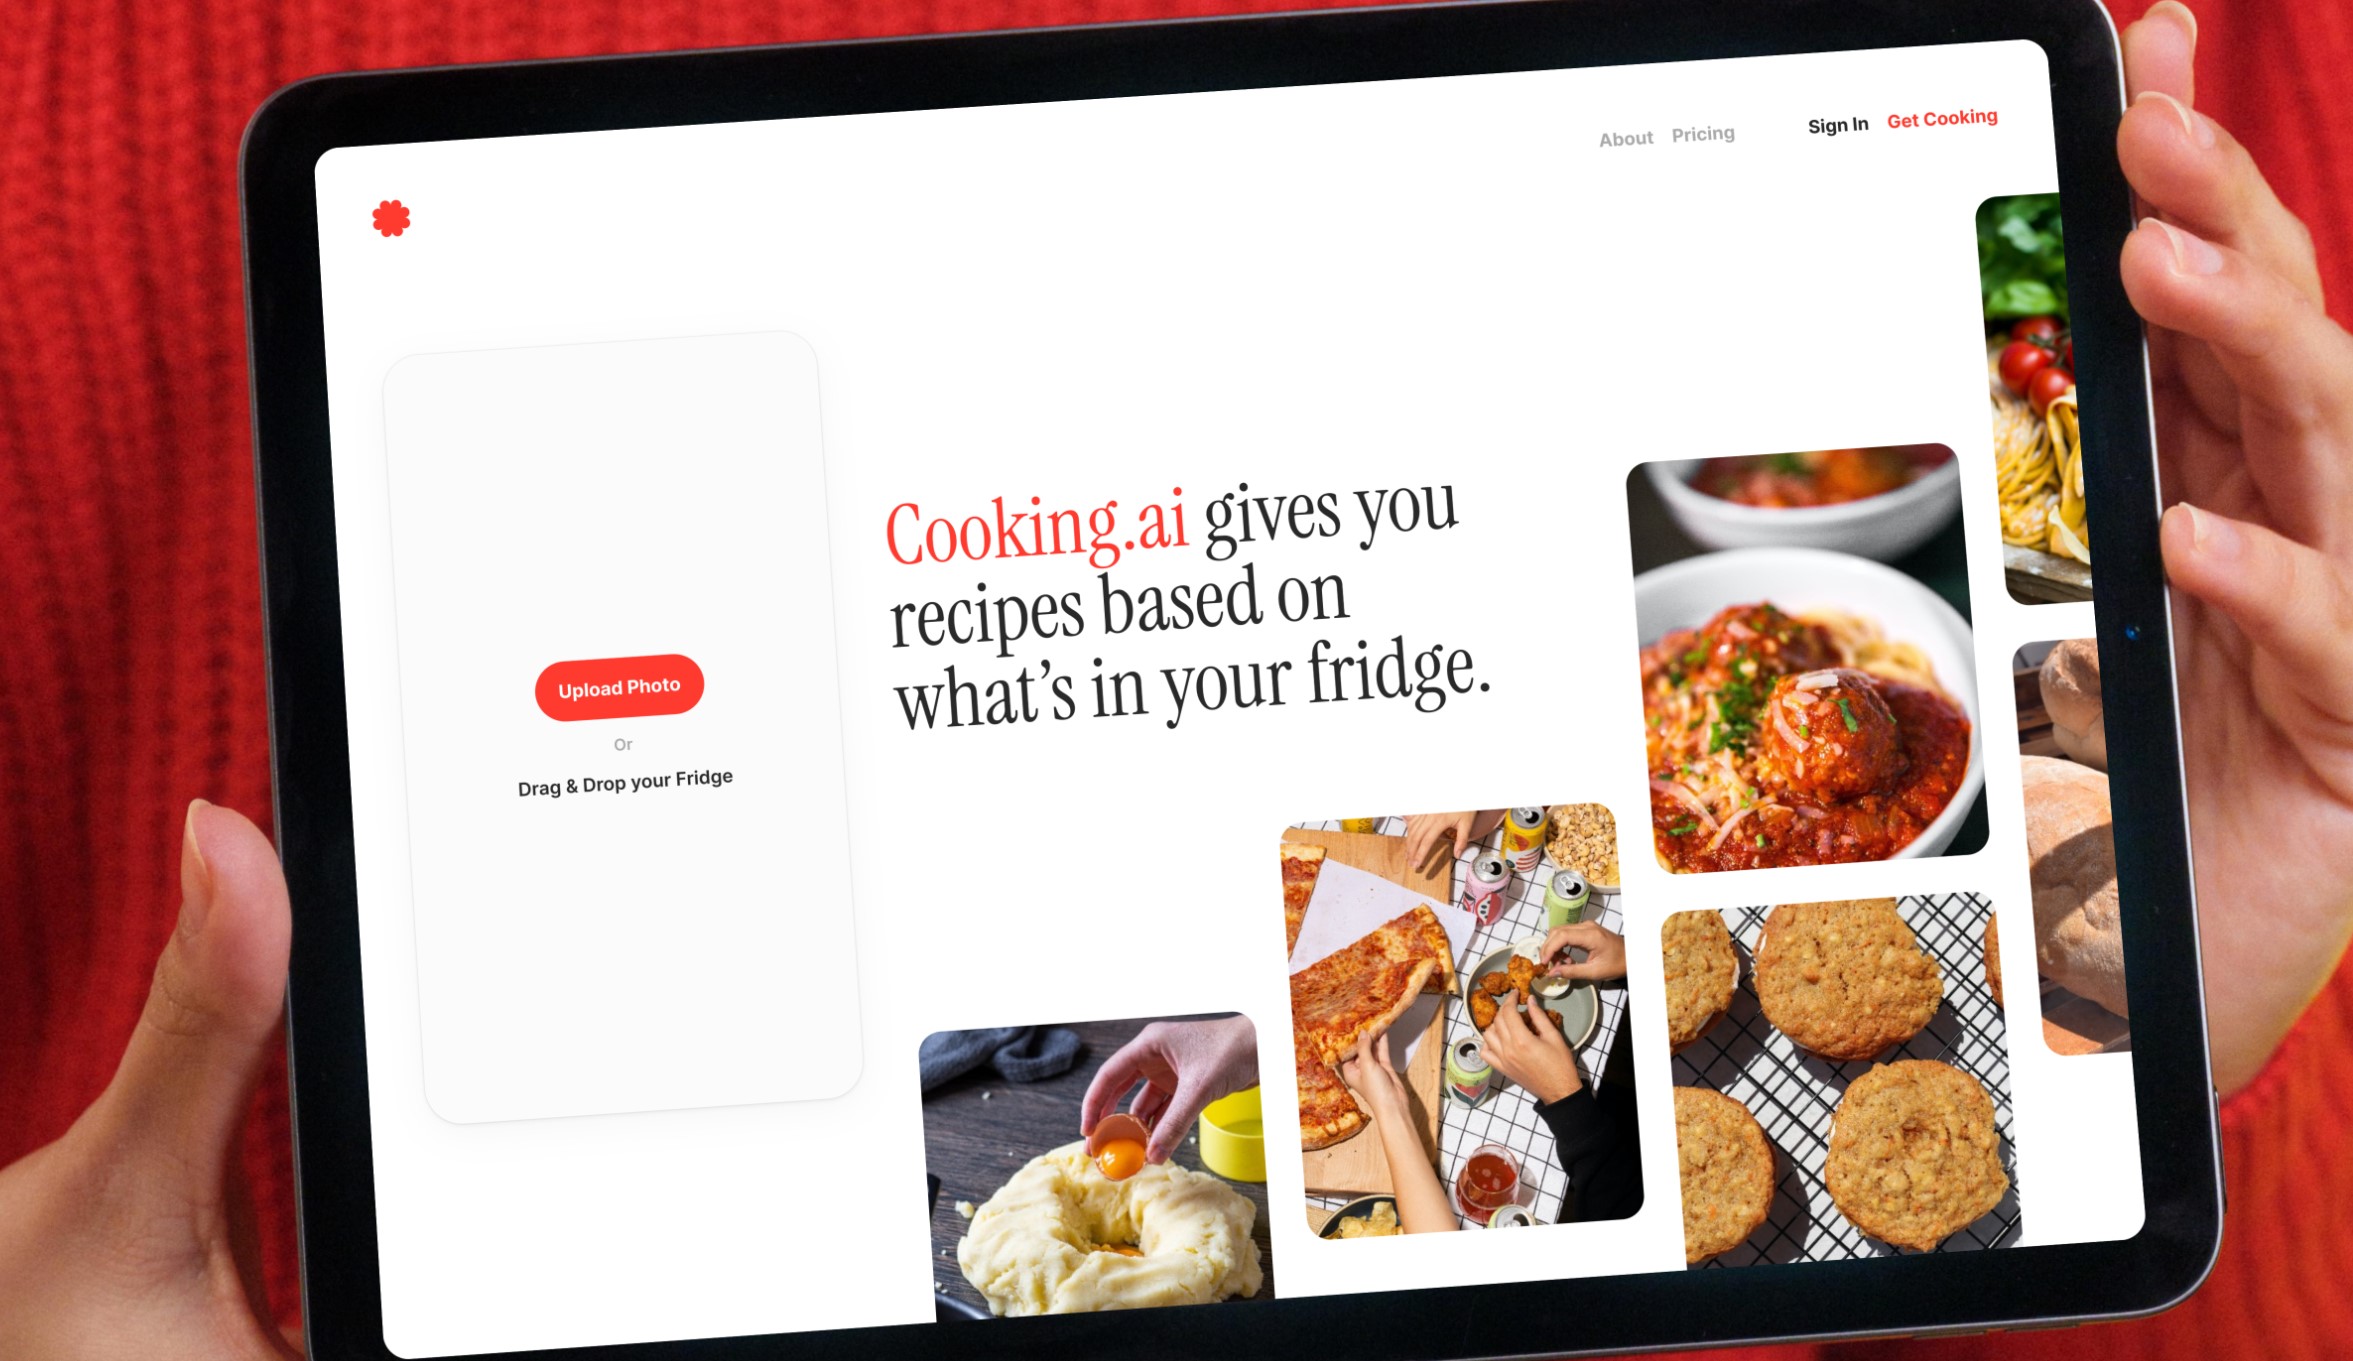 About Pricing Sign In Get Cooking
Cooking.ai gives you
recipes based on
what's in your fridge.
Upload Photo
Or
Drag & Drop your Fridge